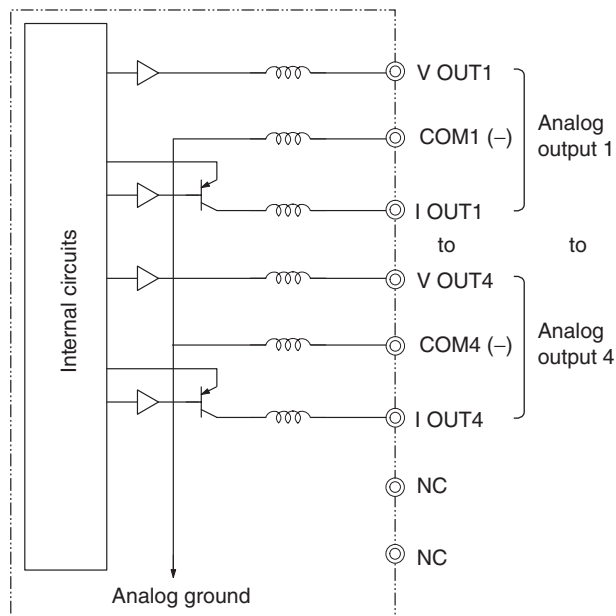 V OUT1
COM1 (–)
Analog
output 1
I OUT1
to
to
Internal circuits
V OUT4
COM4 (–)
Analog
output 4
I OUT4
NC
NC
Analog ground